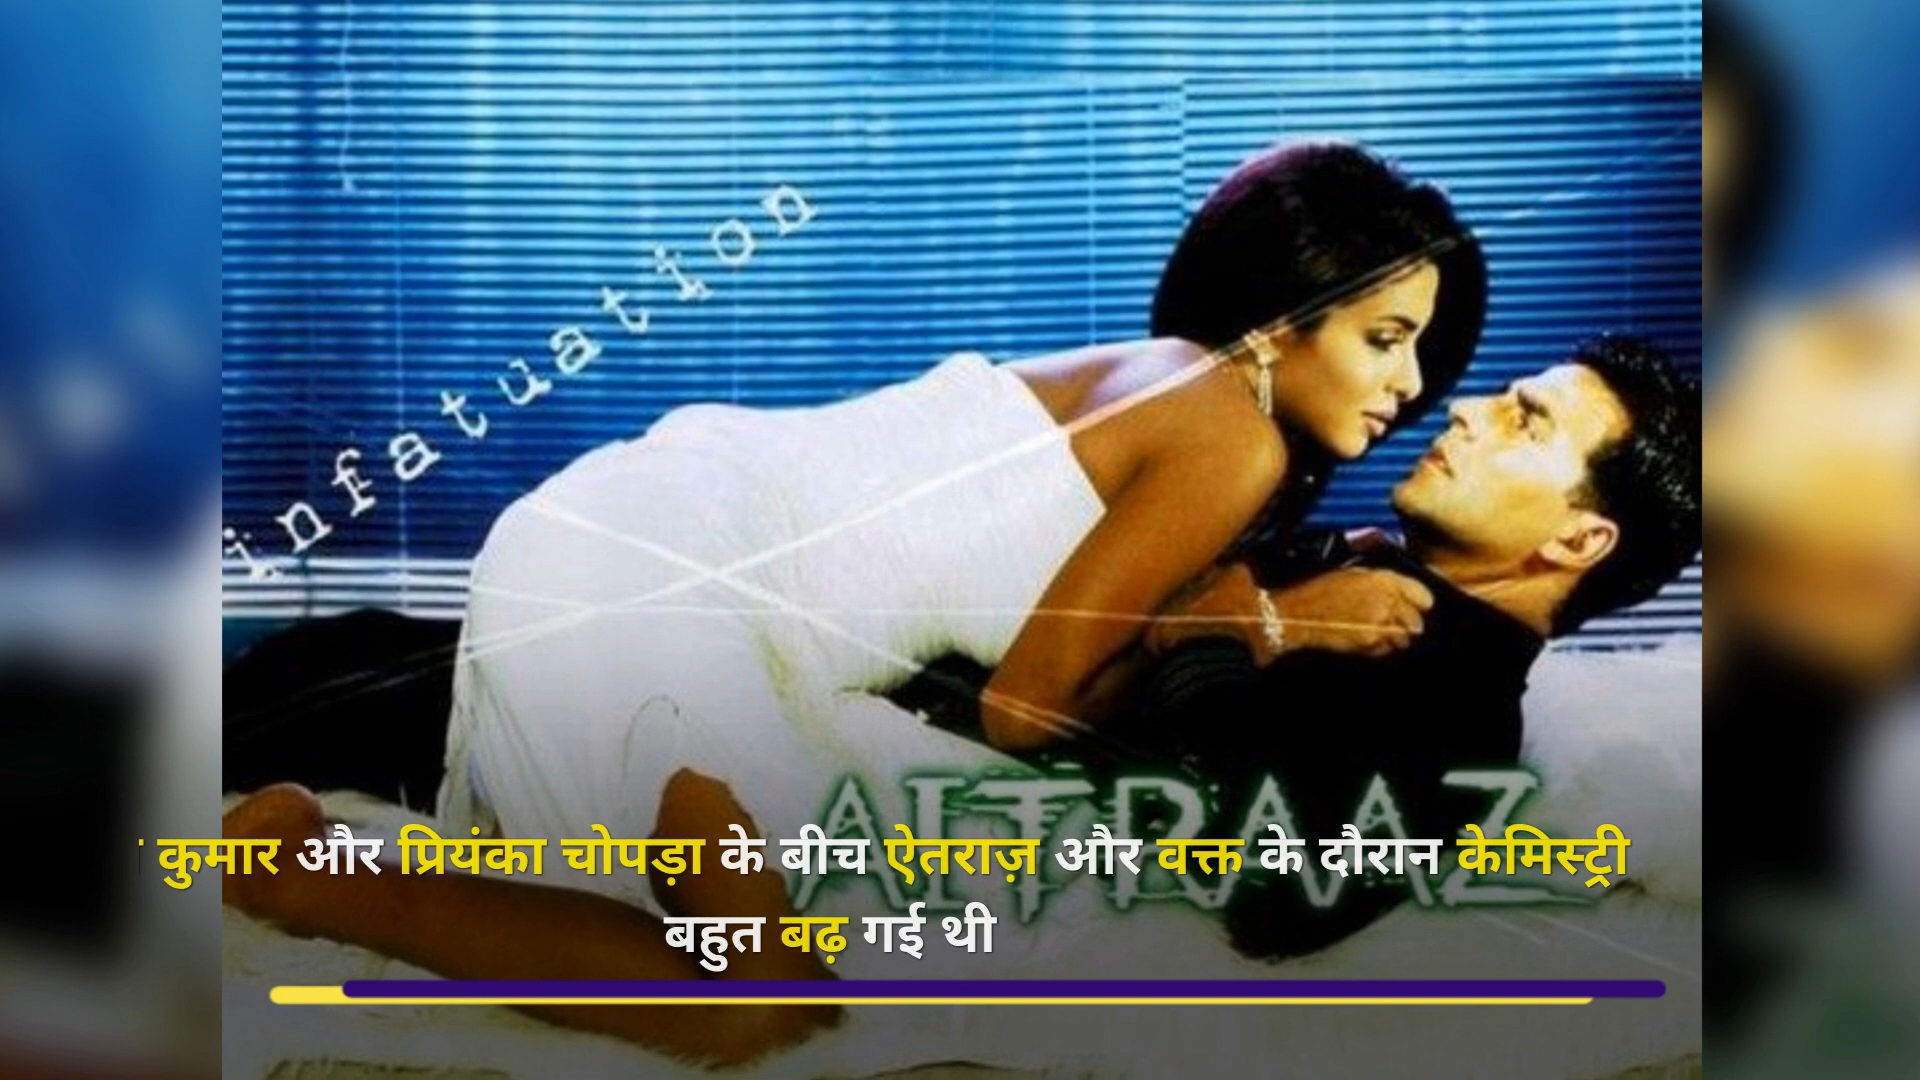 infatuation
AITRAAZ
कुमार और प्रियंका चोपड़ा के बीच ऐतराज़ और वक्त के दौरान केमिस्ट्री
बहुत बढ़ गई थी